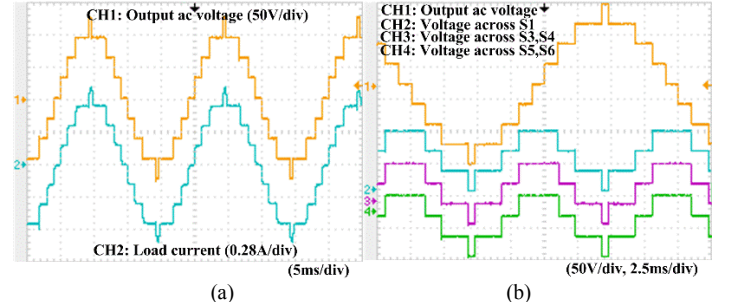 CH1: Output ac voltage (50V/div)
1
2
CH2: Load current (0.28A/div)
(5ms/div)
(a)
CH1: Output ac voltage
CH2: Voltage across S1
CH3: Voltage across S3,S4
CH4: Voltage across S5,S6
1
2
3
4
(50V/div, 2.5ms/div)
(b)